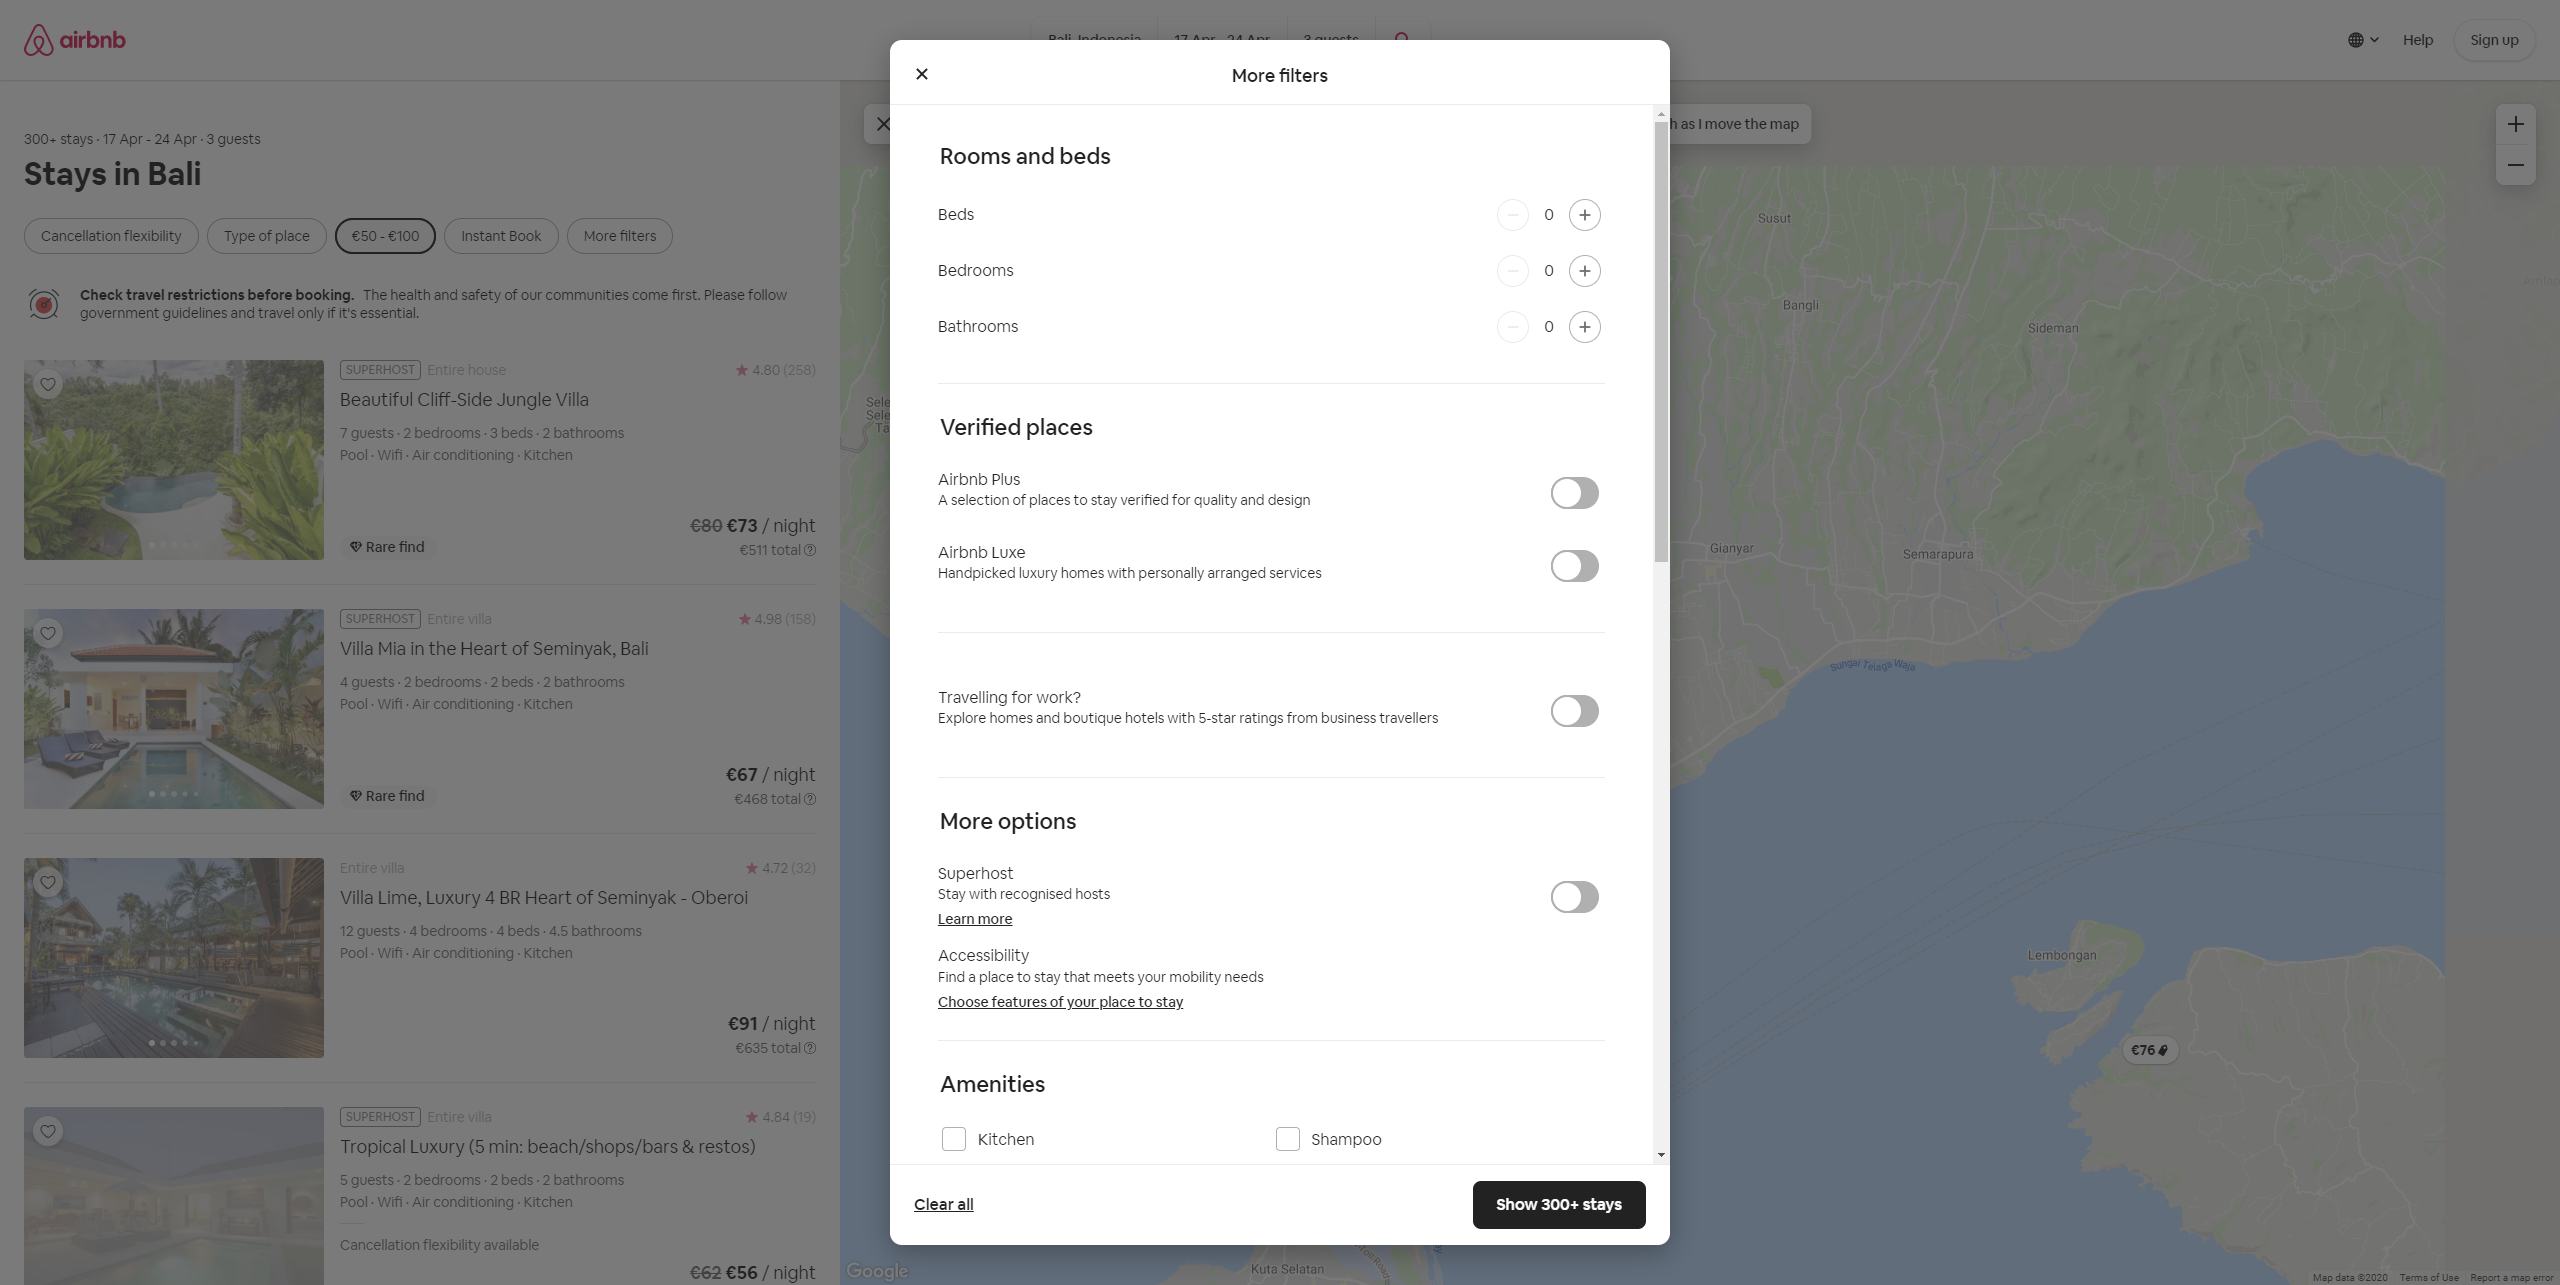 airbnb
Bali, Indonesia
17 Apr - 24 Apr
3 guests
Help
Sign up
300+ stays · 17 Apr - 24 Apr · 3 guests
Stays in Bali
Cancellation flexibility
Type of place
€50 - €100
Instant Book
More filters
Check travel restrictions before booking. The health and safety of our communities come first. Please follow
government guidelines and travel only if it's essential.
SUPERHOST Entire house
4.80 (258)
Beautiful Cliff-Side Jungle Villa
7 guests · 2 bedrooms · 3 beds · 2 bathrooms
Pool · Wifi · Air conditioning · Kitchen
€80 €73 / night
Rare find
€511 total
SUPERHOST Entire villa
4.98 (158)
Villa Mia in the Heart of Seminyak, Bali
4 guests · 2 bedrooms · 2 beds · 2 bathrooms
Pool · Wifi · Air conditioning · Kitchen
€67 / night
Rare find
€468 total
Entire villa
4.72 (32)
Villa Lime, Luxury 4 BR Heart of Seminyak - Oberoi
12 guests · 4 bedrooms · 4 beds · 4.5 bathrooms
Pool · Wifi · Air conditioning · Kitchen
€91 / night
€635 total
SUPERHOST Entire villa
4.84 (19)
Tropical Luxury (5 min: beach/shops/bars & restos)
5 guests · 2 bedrooms · 2 beds · 2 bathrooms
Pool · Wifi · Air conditioning · Kitchen
Cancellation flexibility available
€62 €56 / night
More filters
Rooms and beds
Beds
0
Bedrooms
0
Bathrooms
0
Verified places
Airbnb Plus
A selection of places to stay verified for quality and design
Airbnb Luxe
Handpicked luxury homes with personally arranged services
Travelling for work?
Explore homes and boutique hotels with 5-star ratings from business travellers
More options
Superhost
Stay with recognised hosts
Learn more
Accessibility
Find a place to stay that meets your mobility needs
Choose features of your place to stay
Amenities
Kitchen
Shampoo
Clear all
Show 300+ stays
h as I move the map
Susut
Bangli
Sideman
Gianyar
Semarapura
Sungai Telaga Waja
Lembongan
€76
Kuta Selatan
Google
Map data ©2020
Terms of Use
Report a map error